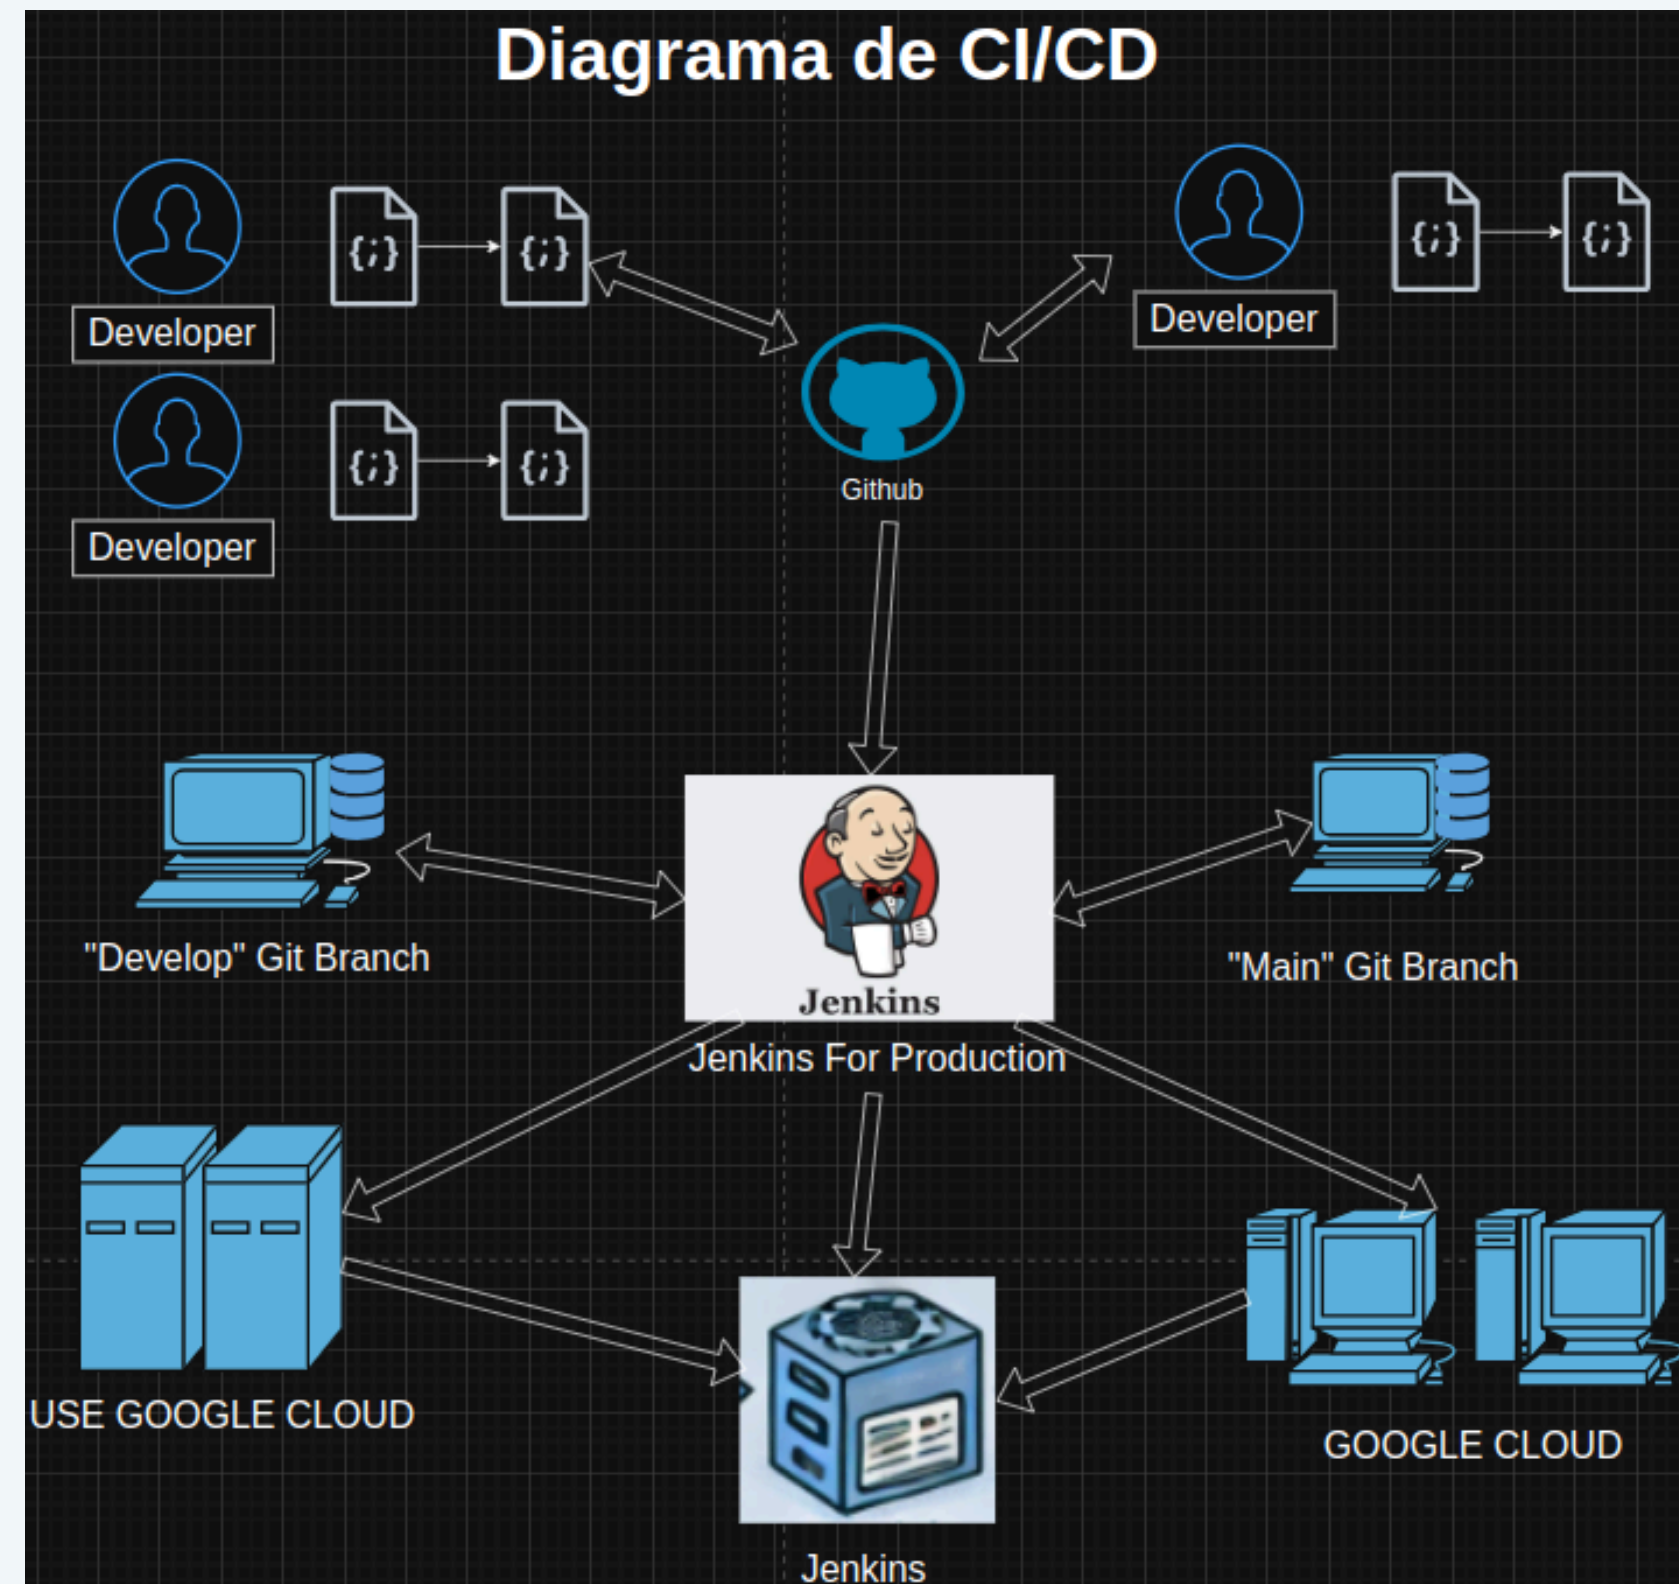 Diagrama de CI/CD
{;}
{;}
{;}
{;}
Developer
Developer
{;}
{;}
Github
Developer
Jenkins
"Develop" Git Branch
"Main" Git Branch
Jenkins For Production
USE GOOGLE CLOUD
GOOGLE CLOUD
Jenkins